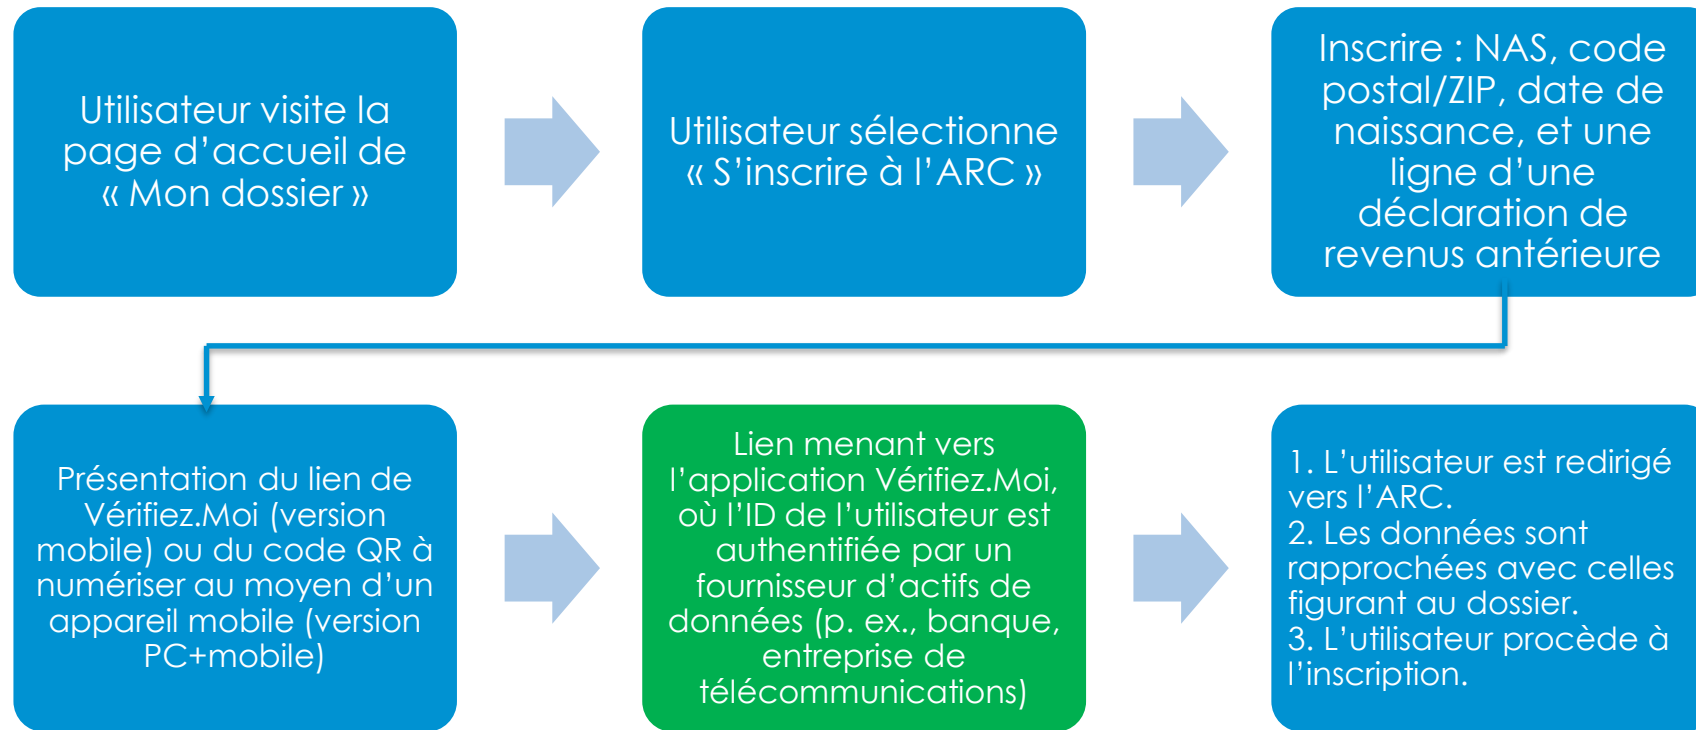 Utilisateur visite la
page d’accueil de
« Mon dossier »
Utilisateur sélectionne
« S’inscrire à l’ARC »
Inscrire : NAS, code
postal/ZIP, date de
naissance, et une
ligne d’une
déclaration de
revenus antérieure
Présentation du lien de
Vérifiez.Moi (version
mobile) ou du code QR à
numériser au moyen d’un
appareil mobile (version
PC+mobile)
Lien menant vers
l’application Vérifiez.Moi,
où l’ID de l’utilisateur est
authentifiée par un
fournisseur d’actifs de
données (p. ex., banque,
entreprise de
télécommunications)
1. L’utilisateur est redirigé
vers l’ARC.
2. Les données sont
rapprochées avec celles
figurant au dossier.
3. L’utilisateur procède à
l’inscription.